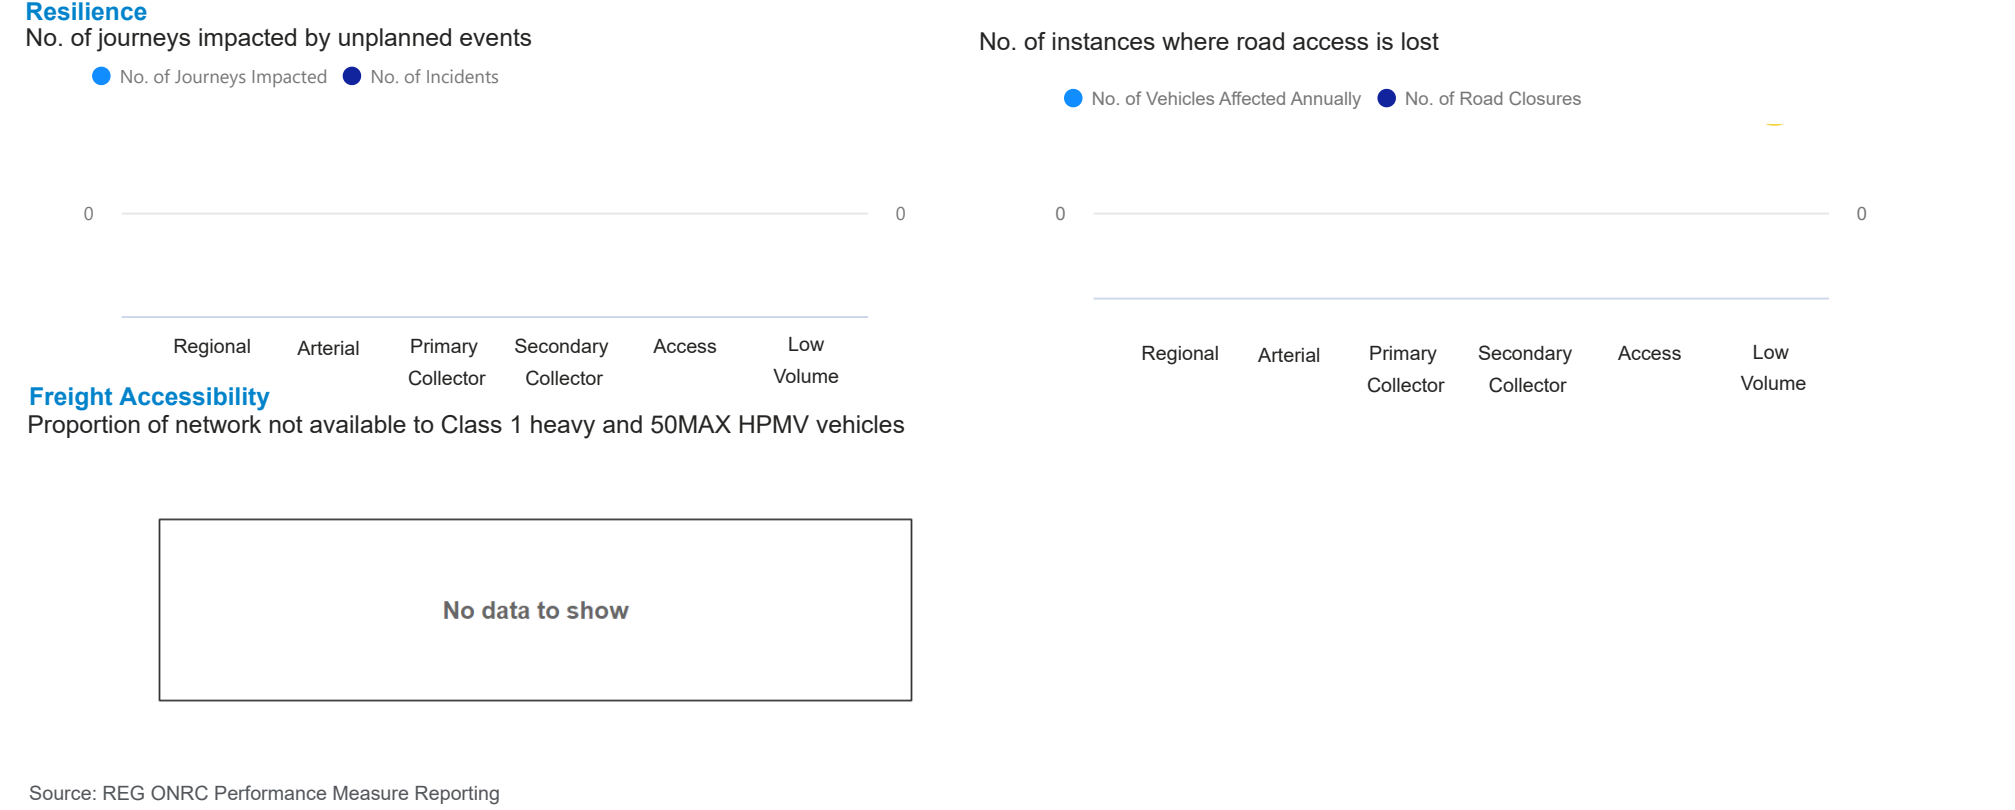 Resilience
No. of journeys impacted by unplanned events
No. of Journeys Impacted No. of Incidents
0 0
Regional Arterial Primary Secondary Access Low
Collector Collector Volume
No. of instances where road access is lost
No. of Vehicles Affected Annually No. of Road Closures
0 0
Regional Arterial Primary Secondary Access Low
Collector Collector Volume
Freight Accessibility
Proportion of network not available to Class 1 heavy and 50MAX HPMV vehicles
No data to show
Source: REG ONRC Performance Measure Reporting